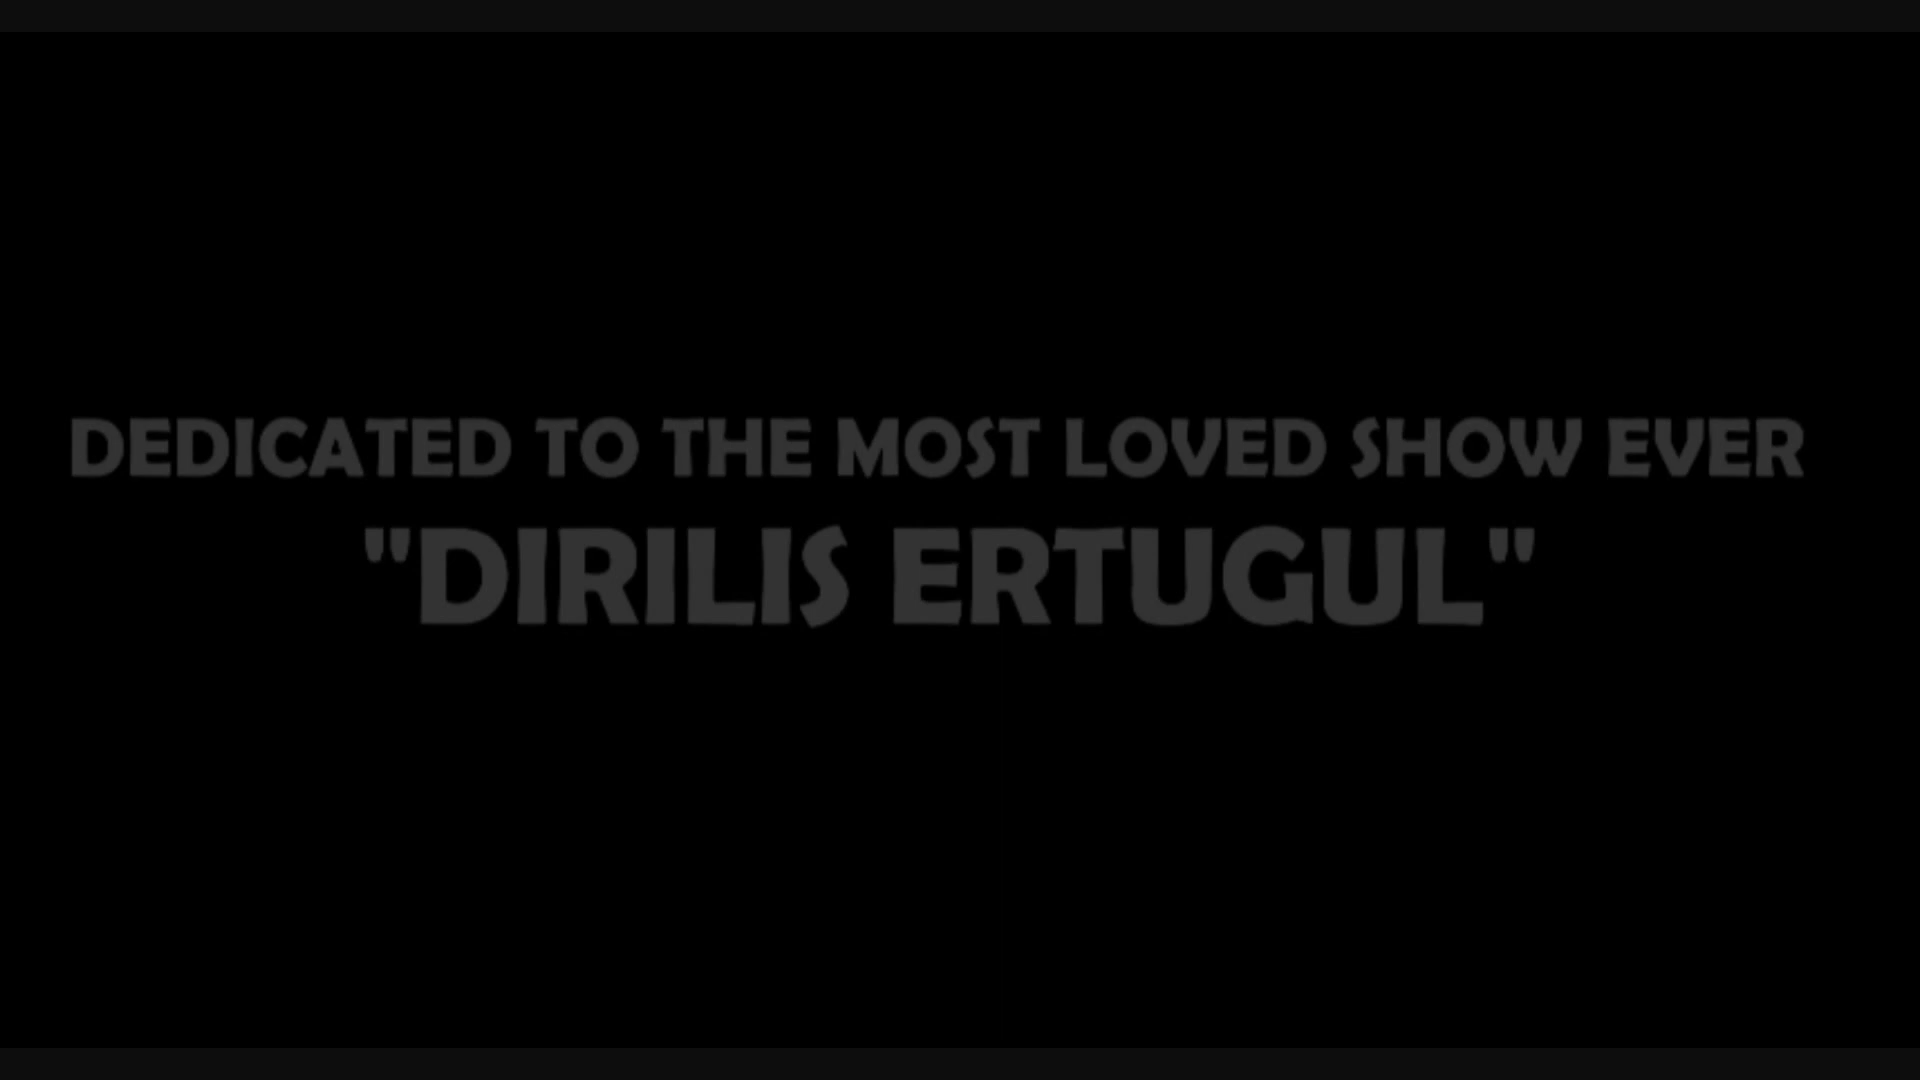 DEDICATED TO THE MOST LOVED SHOW EVER
"DIRILIS ERTUGUL"